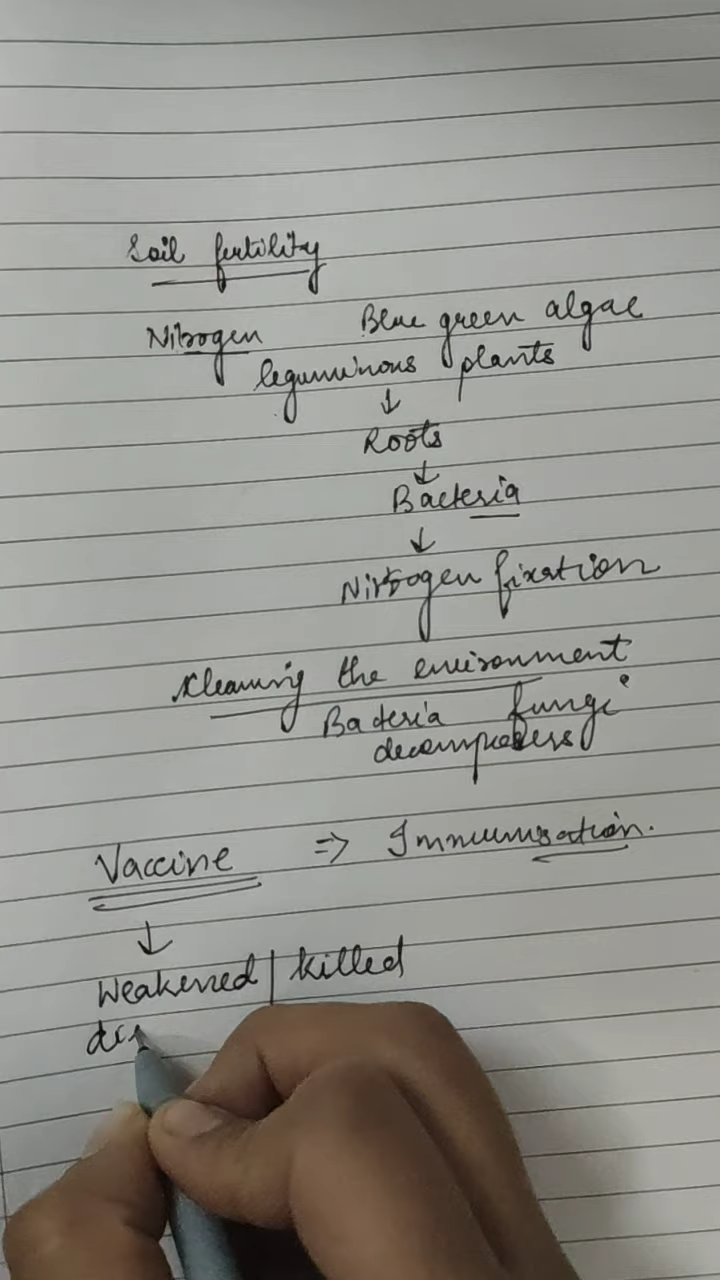 Soil fertility
Nitrogen Blue green algae
leguminous plants
↓
Roots
↓
Bacteria
↓
Nitrogen fixation
Cleaning the environment
Bacteria fungi
decomposers
Vaccine ⇒ Immunisation.
↓
Weakened | killed